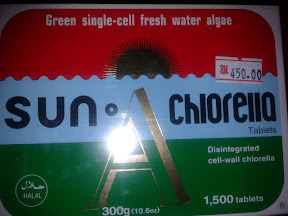 Green single-cell fresh water algae
RM 450.00
sun A chlorella
Tablets
Disintegrated
cell-wall chlorella
حلال
HALAL
1,500 tablets
300g (10.6oz)
®